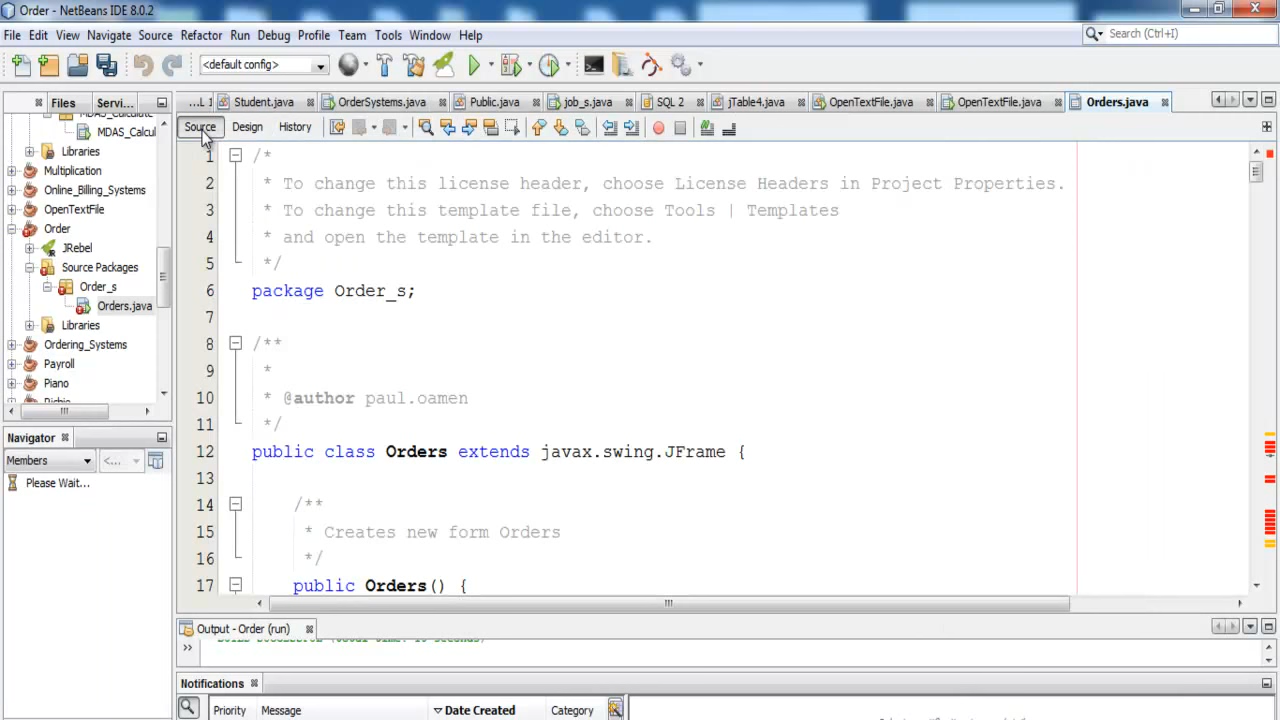 Order - NetBeans IDE 8.0.2
File Edit View Navigate Source Refactor Run Debug Profile Team Tools Window Help
Search (Ctrl+I)
<default config>
Files Servi...
...L 1 Student.java OrderSystems.java Public.java job_s.java SQL 2 jTable4.java OpenTextFile.java OpenTextFile.java Orders.java
Source Design History
MDAS_Calculate
MDAS_Calcul
Libraries
Multiplication
Online_Billing_Systems
OpenTextFile
Order
JRebel
Source Packages
Order_s
Orders.java
Libraries
Ordering_Systems
Payroll
Piano
Navigator
Members <...
Please Wait...
1 /*
2 * To change this license header, choose License Headers in Project Properties.
3 * To change this template file, choose Tools | Templates
4 * and open the template in the editor.
5 */
6 package Order_s;
7
8 /**
9 *
10 * @author paul.oamen
11 */
12 public class Orders extends javax.swing.JFrame {
13
14 /**
15 * Creates new form Orders
16 */
17 public Orders() {
Output - Order (run)
Notifications
Priority Message Date Created Category